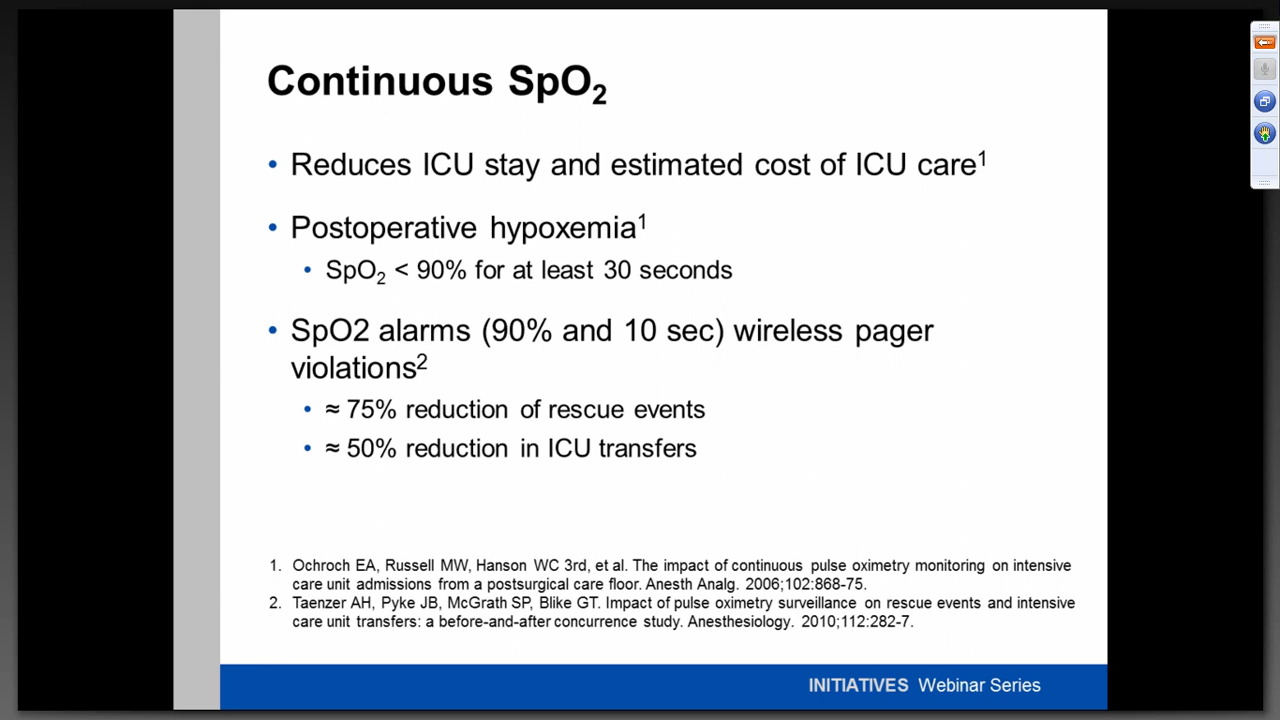 Continuous SpO₂
• Reduces ICU stay and estimated cost of ICU care¹
• Postoperative hypoxemia¹
• SpO₂ < 90% for at least 30 seconds
• SpO2 alarms (90% and 10 sec) wireless pager
violations²
• ≈ 75% reduction of rescue events
• ≈ 50% reduction in ICU transfers
1. Ochroch EA, Russell MW, Hanson WC 3rd, et al. The impact of continuous pulse oximetry monitoring on intensive
care unit admissions from a postsurgical care floor. Anesth Analg. 2006;102:868-75.
2. Taenzer AH, Pyke JB, McGrath SP, Blike GT. Impact of pulse oximetry surveillance on rescue events and intensive
care unit transfers: a before-and-after concurrence study. Anesthesiology. 2010;112:282-7.
INITIATIVES Webinar Series